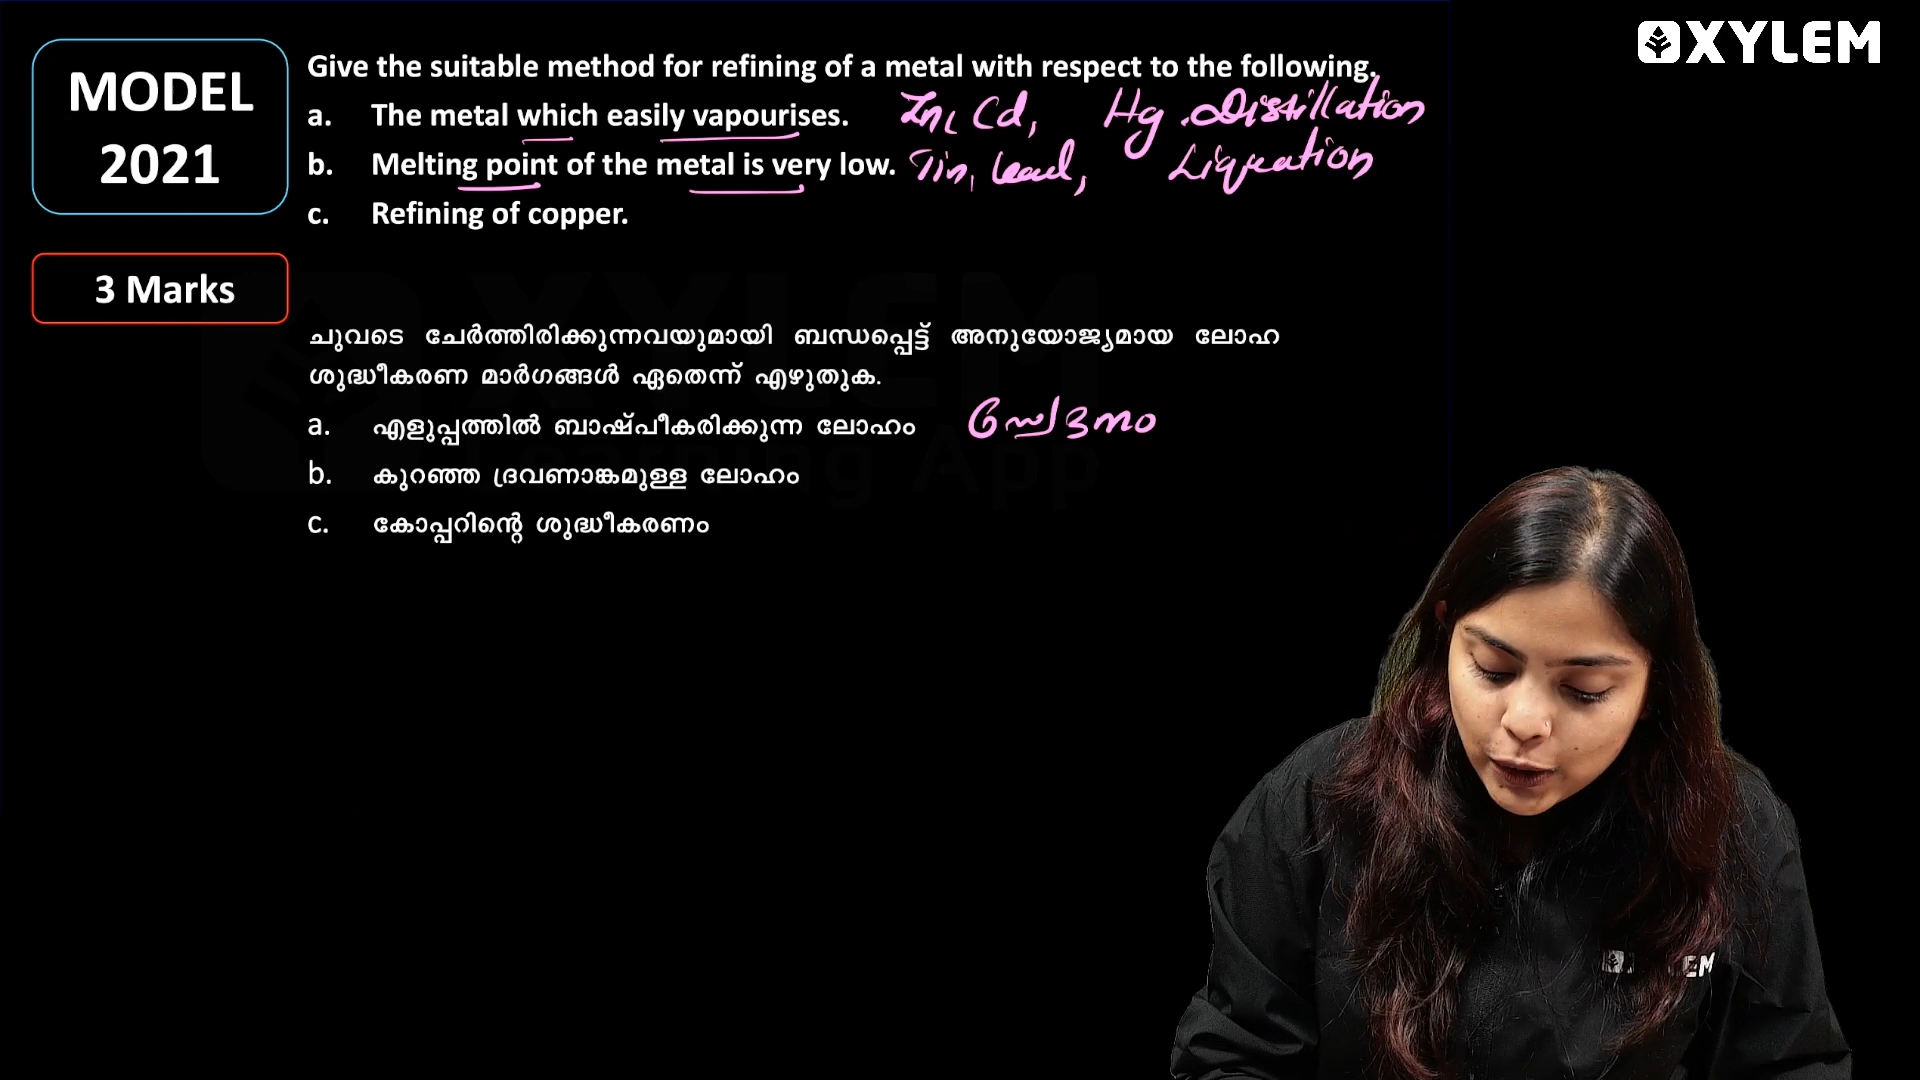 XYLEM
MODEL
2021
3 Marks
Give the suitable method for refining of a metal with respect to the following.
a. The metal which easily vapourises. Zn, Cd, Hg . Distillation
b. Melting point of the metal is very low. Tin, Lead, Liquation
c. Refining of copper.
ചുവടെ ചേർത്തിരിക്കുന്നവയുമായി ബന്ധപ്പെട്ട് അനുയോജ്യമായ ലോഹ
ശുദ്ധീകരണ മാർഗങ്ങൾ ഏതെന്ന് എഴുതുക.
a. എളുപ്പത്തിൽ ബാഷ്പീകരിക്കുന്ന ലോഹം
b. കുറഞ്ഞ ദ്രവണാങ്കമുള്ള ലോഹം
c. കോപ്പറിന്റെ ശുദ്ധീകരണം
XYLEM
Learning App